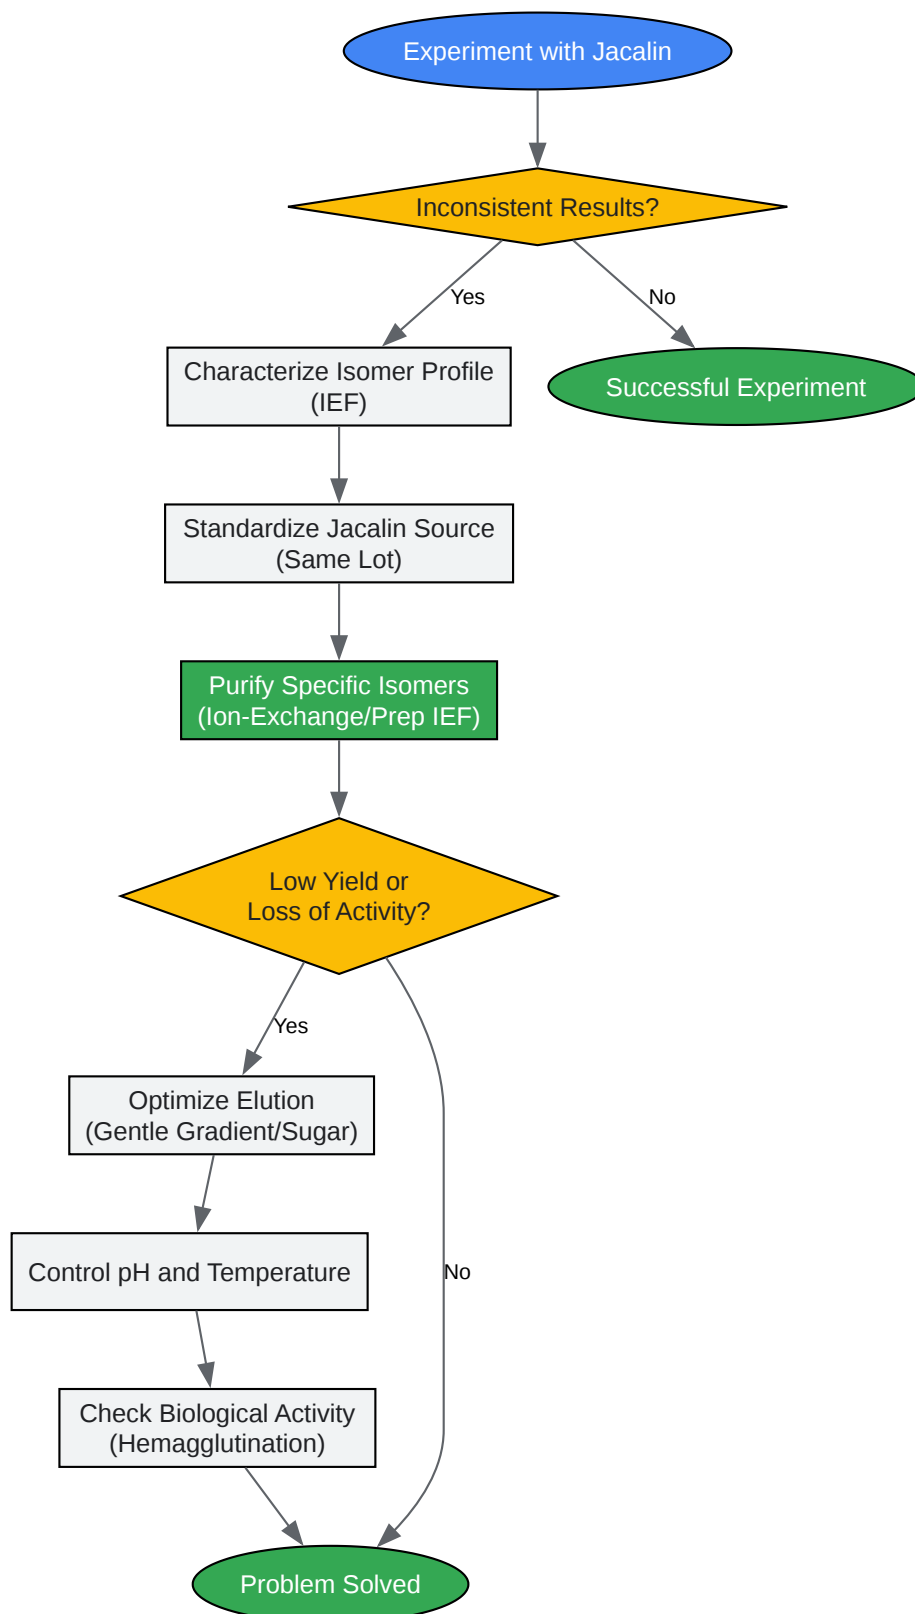 Experiment with Jacalin
Inconsistent Results?
Yes
No
Characterize Isomer Profile
(IEF)
Successful Experiment
Standardize Jacalin Source
(Same Lot)
Purify Specific Isomers
(Ion-Exchange/Prep IEF)
Low Yield or
Loss of Activity?
Yes
Optimize Elution
(Gentle Gradient/Sugar)
Control pH and Temperature
No
Check Biological Activity
(Hemagglutination)
Problem Solved